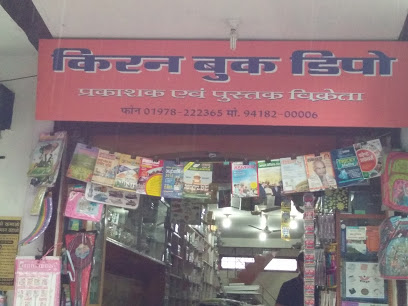 किरन बुक डिपो
प्रकाशक एवं पुस्तक विक्रेता
फोन 01978-222365 मो. 94182-00006